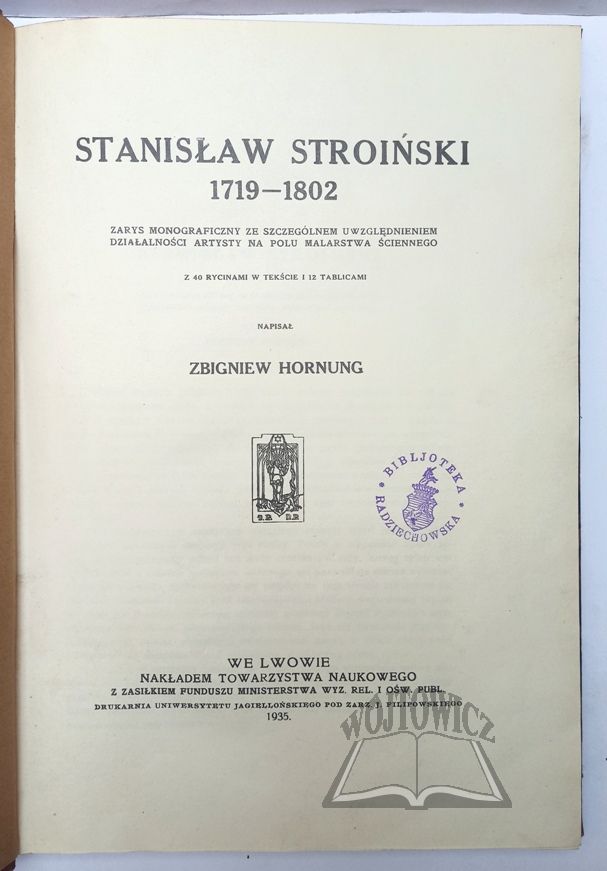 STANISŁAW STROIŃSKI
1719—1802
ZARYS MONOGRAFICZNY ZE SZCZEGÓLNEM UWZGLĘDNIENIEM
DZIAŁALNOŚCI ARTYSTY NA POLU MALARSTWA ŚCIENNEGO
Z 40 RYCINAMI W TEKŚCIE I 12 TABLICAMI
NAPISAŁ
ZBIGNIEW HORNUNG
BIBLJOTEKA
RADZIECHOWSKA
WE LWOWIE
NAKŁADEM TOWARZYSTWA NAUKOWEGO
Z ZASIŁKIEM FUNDUSZU MINISTERSTWA WYZ. REL. I OŚW. PUBL.
DRUKARNIA UNIWERSYTETU JAGIELLOŃSKIEGO POD ZARZ. J. FILIPOWSKIEGO
1935.
WÓJTOWICZ